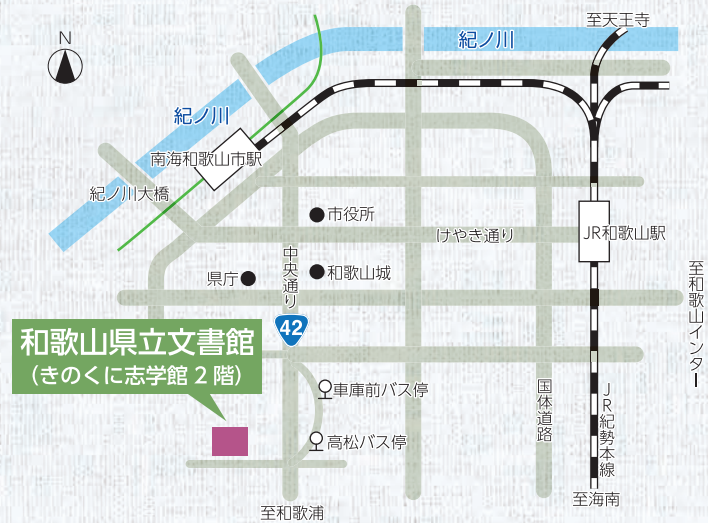 至天王寺
紀ノ川
N
紀ノ川
南海和歌山市駅
紀ノ川大橋
市役所
けやき通り
JR和歌山駅
中央通り
県庁
和歌山城
至和歌山インター
42
和歌山県立文書館
（きのくに志学館 2 階）
車庫前バス停
国体道路
JR紀勢本線
高松バス停
至海南
至和歌浦